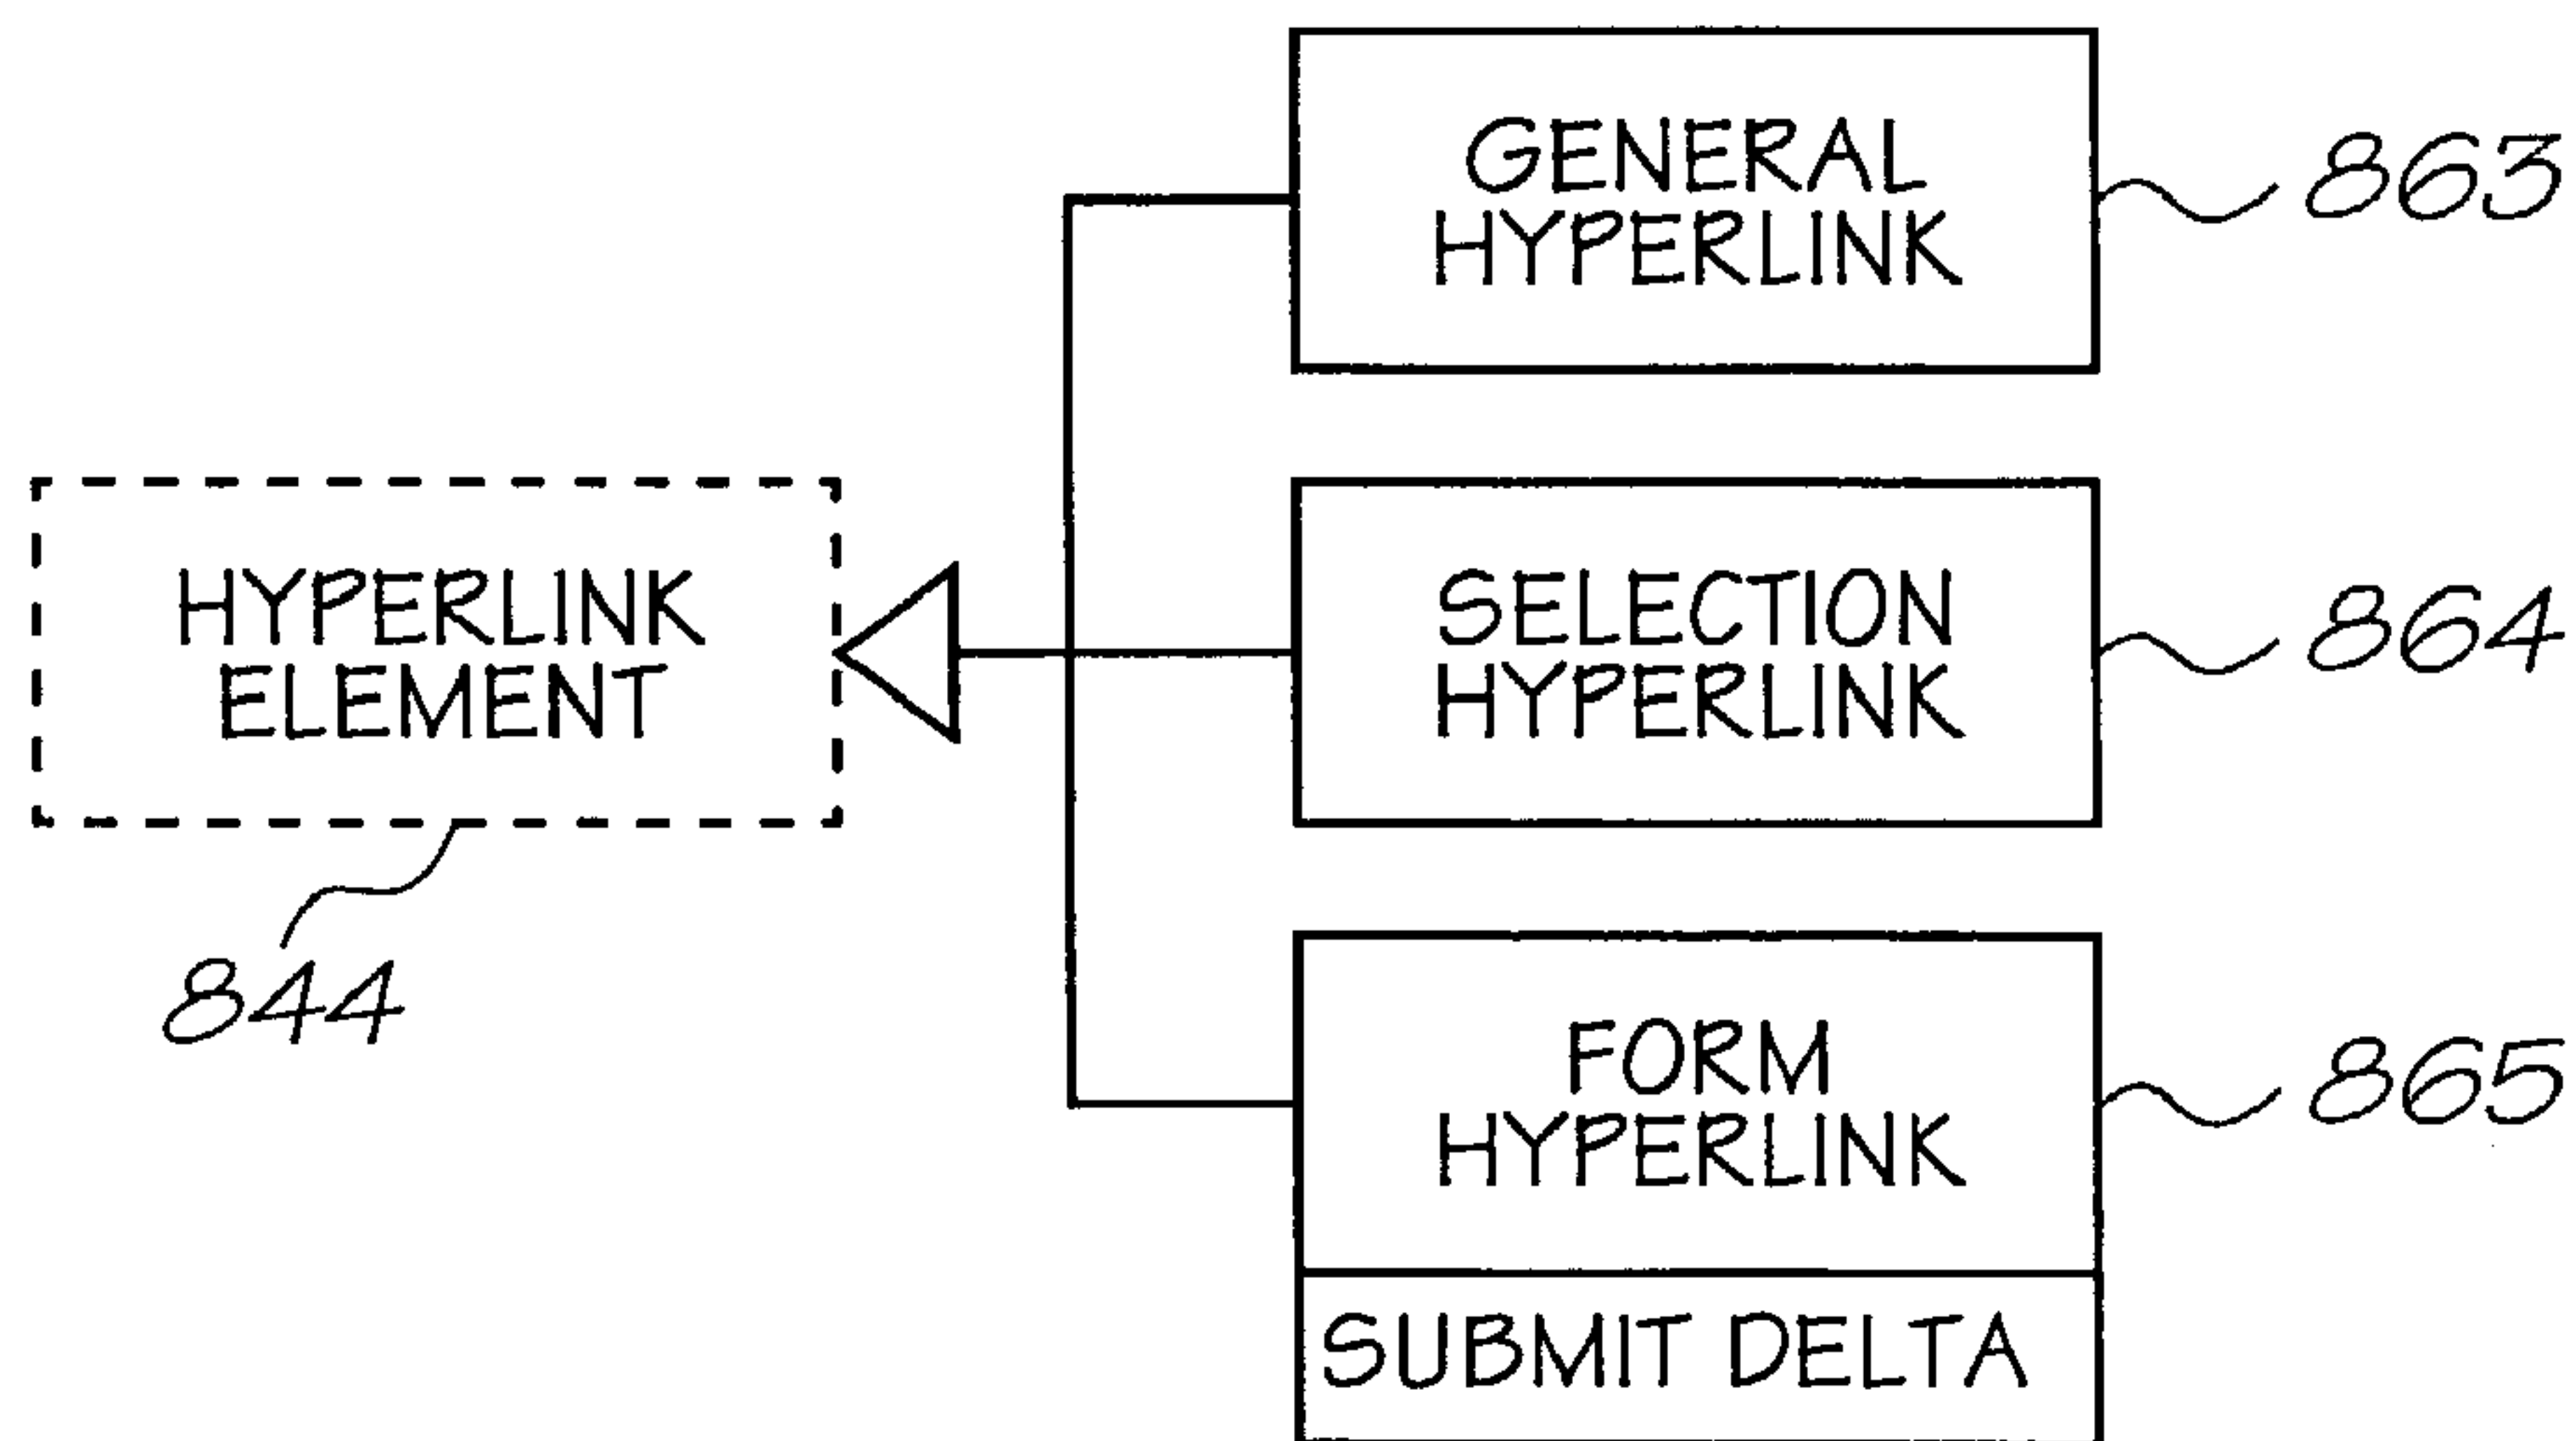 GENERAL
HYPERLINK
863
HYPERLINK
ELEMENT
844
SELECTION
HYPERLINK
864
FORM
HYPERLINK
865
SUBMIT DELTA